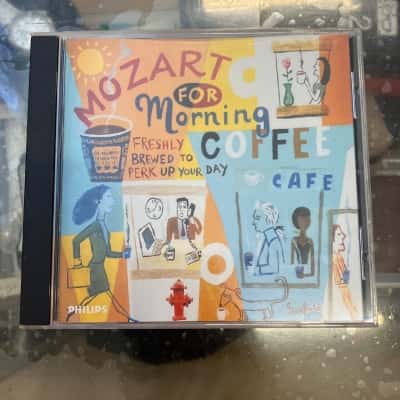 MOZART
FOR
Morning
COFFEE
FRESHLY
BREWED TO
PERK UP YOUR DAY
CAFE
PHILIPS